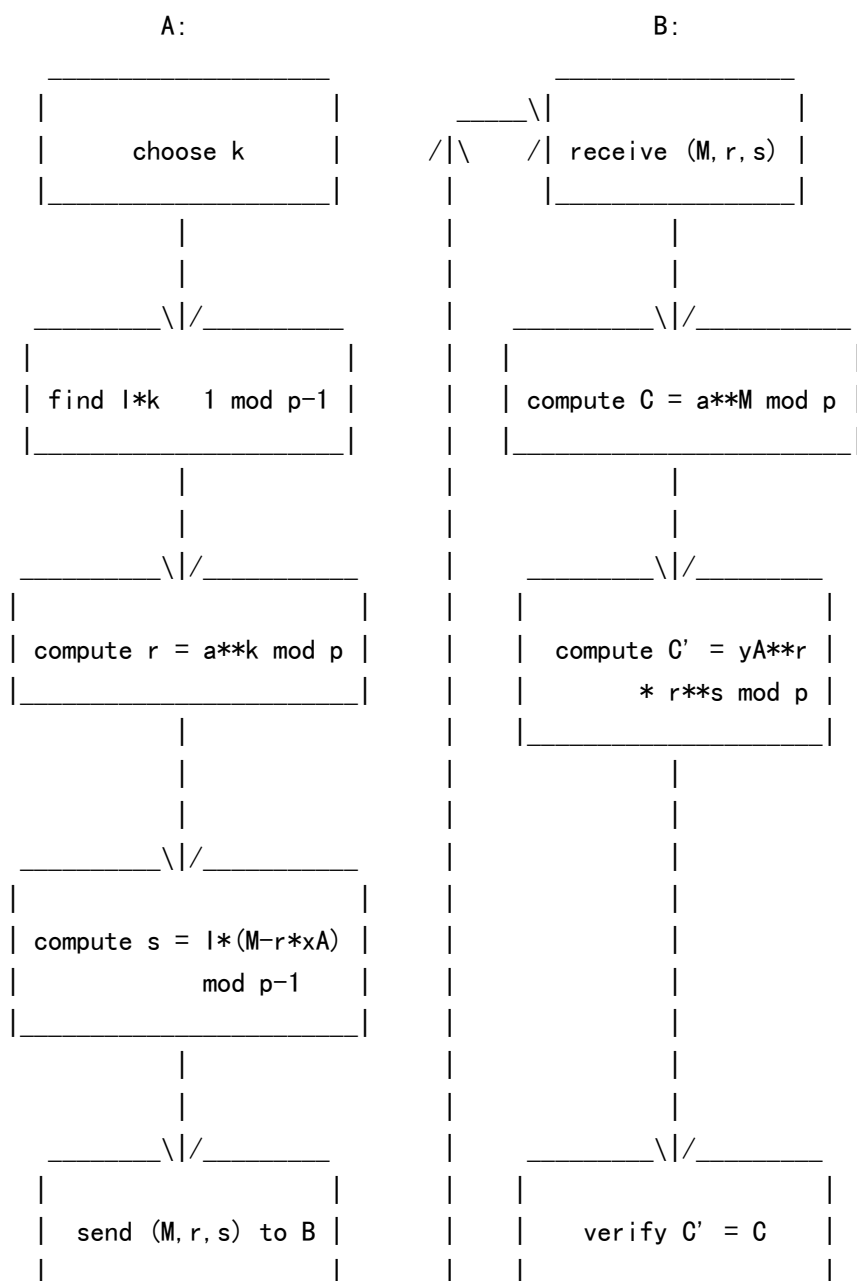 A:
choose k
find I*k 1 mod p-1
compute r = a**k mod p
compute s = I*(M-r*xA)
mod p-1
send (M,r,s) to B
B:
receive (M,r,s)
compute C = a**M mod p
compute C' = yA**r
* r**s mod p
verify C' = C